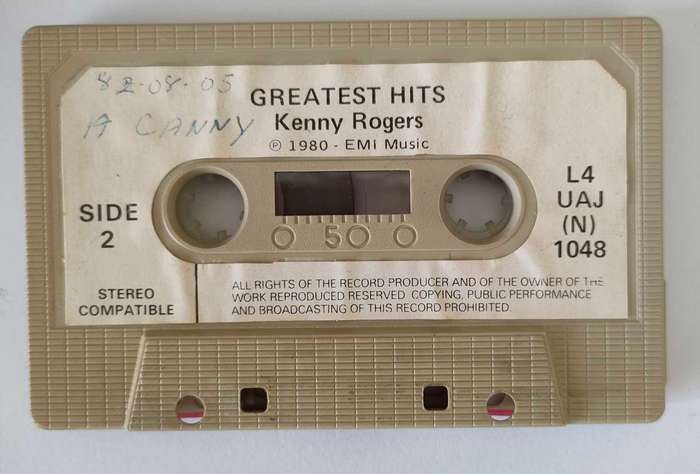 82-08-05
GREATEST HITS
A CANNY
Kenny Rogers
℗ 1980 - EMI Music
SIDE
2
L4
UAJ
(N)
1048
0 50 0
STEREO
COMPATIBLE
ALL RIGHTS OF THE RECORD PRODUCER AND OF THE OWNER OF THE
WORK REPRODUCED RESERVED COPYING, PUBLIC PERFORMANCE
AND BROADCASTING OF THIS RECORD PROHIBITED